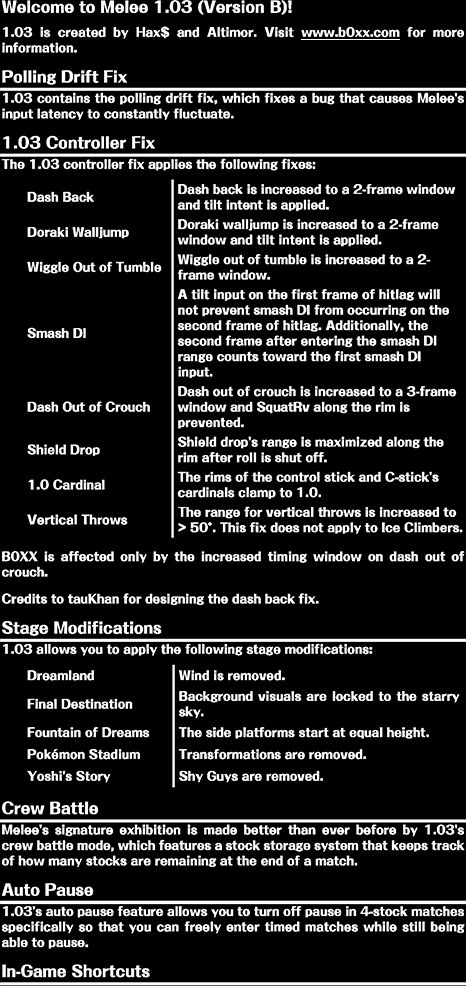 Welcome to Melee 1.03 (Version B)!
1.03 is created by Hax$ and Altimor. Visit www.b0xx.com for more
information.
Polling Drift Fix
1.03 contains the polling drift fix, which fixes a bug that causes Melee's
input latency to constantly fluctuate.
1.03 Controller Fix
The 1.03 controller fix applies the following fixes:
Dash Back
Dash back is increased to a 2-frame window
and tilt intent is applied.
Doraki Walljump
Doraki walljump is increased to a 2-frame
window and tilt intent is applied.
Wiggle Out of Tumble
Wiggle out of tumble is increased to a 2-
frame window.
Smash DI
A tilt input on the first frame of hitlag will
not prevent smash DI from occurring on the
second frame of hitlag. Additionally, the
second frame after entering the smash DI
range counts toward the first smash DI
input.
Dash Out of Crouch
Dash out of crouch is increased to a 3-frame
window and SquatRv along the rim is
prevented.
Shield Drop
Shield drop's range is maximized along the
rim after roll is shut off.
1.0 Cardinal
The rims of the control stick and C-stick's
cardinals clamp to 1.0.
Vertical Throws
The range for vertical throws is increased to
> 50°. This fix does not apply to Ice Climbers.
B0XX is affected only by the increased timing window on dash out of
crouch.
Credits to tauKhan for designing the dash back fix.
Stage Modifications
1.03 allows you to apply the following stage modifications:
Dreamland
Wind is removed.
Final Destination
Background visuals are locked to the starry
sky.
Fountain of Dreams
The side platforms start at equal height.
Pokémon Stadium
Transformations are removed.
Yoshi's Story
Shy Guys are removed.
Crew Battle
Melee's signature exhibition is made better than ever before by 1.03's
crew battle mode, which features a stock storage system that keeps track
of how many stocks are remaining at the end of a match.
Auto Pause
1.03's auto pause feature allows you to turn off pause in 4-stock matches
specifically so that you can freely enter timed matches while still being
able to pause.
In-Game Shortcuts